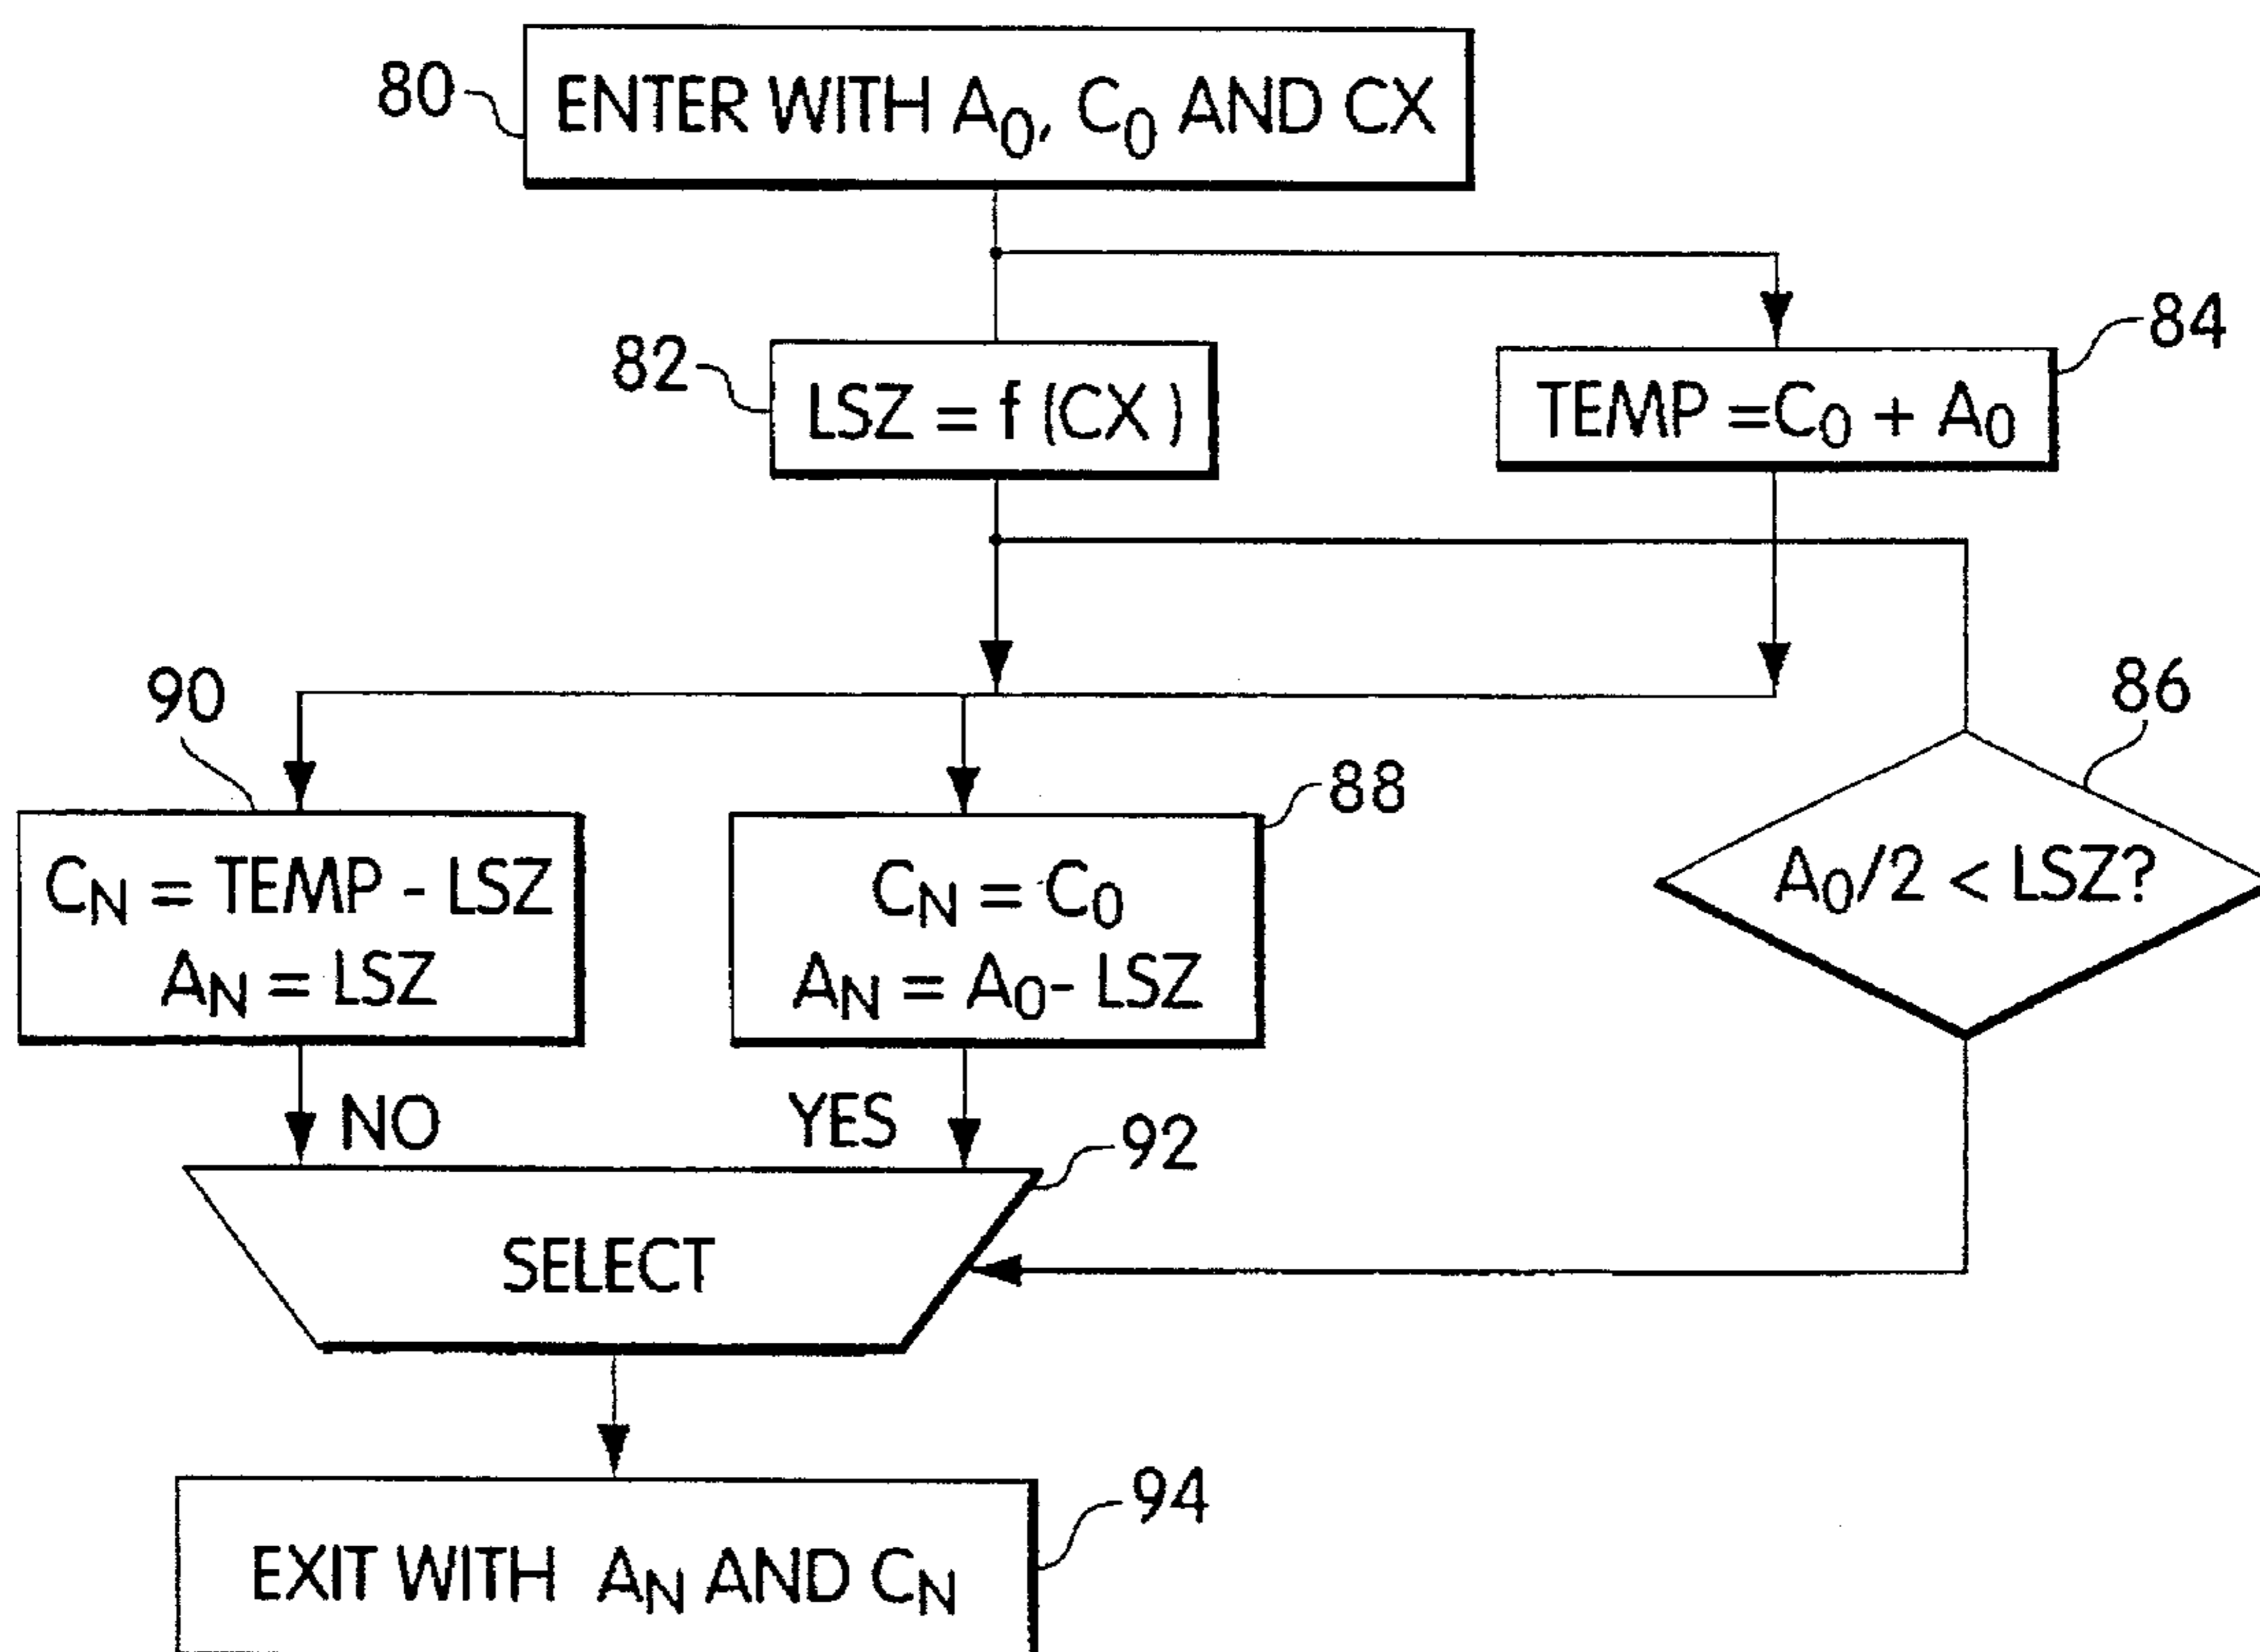 80
ENTER WITH A₀, C₀ AND CX
82
LSZ = f (CX )
84
TEMP =C₀ + A₀
90
CN = TEMP - LSZ
AN = LSZ
88
CN = C₀
AN = A₀- LSZ
86
A₀/2 < LSZ?
NO
YES
92
SELECT
94
EXIT WITH AN AND CN